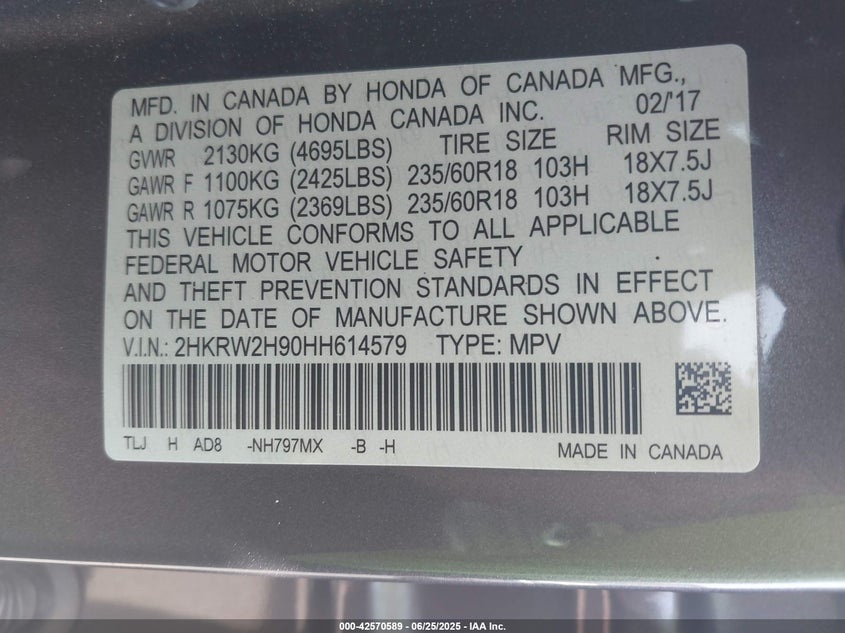 MFD. IN CANADA BY HONDA OF CANADA MFG.,
A DIVISION OF HONDA CANADA INC. 02/'17
GVWR 2130KG (4695LBS) TIRE SIZE RIM SIZE
GAWR F 1100KG (2425LBS) 235/60R18 103H 18X7.5J
GAWR R 1075KG (2369LBS) 235/60R18 103H 18X7.5J
THIS VEHICLE CONFORMS TO ALL APPLICABLE
FEDERAL MOTOR VEHICLE SAFETY
AND THEFT PREVENTION STANDARDS IN EFFECT
ON THE DATE OF MANUFACTURE SHOWN ABOVE.
V.I.N.: 2HKRW2H90HH614579 TYPE: MPV
TLJ H AD8 -NH797MX -B -H MADE IN CANADA
000-42570589 - 06/25/2025 - IAA Inc.